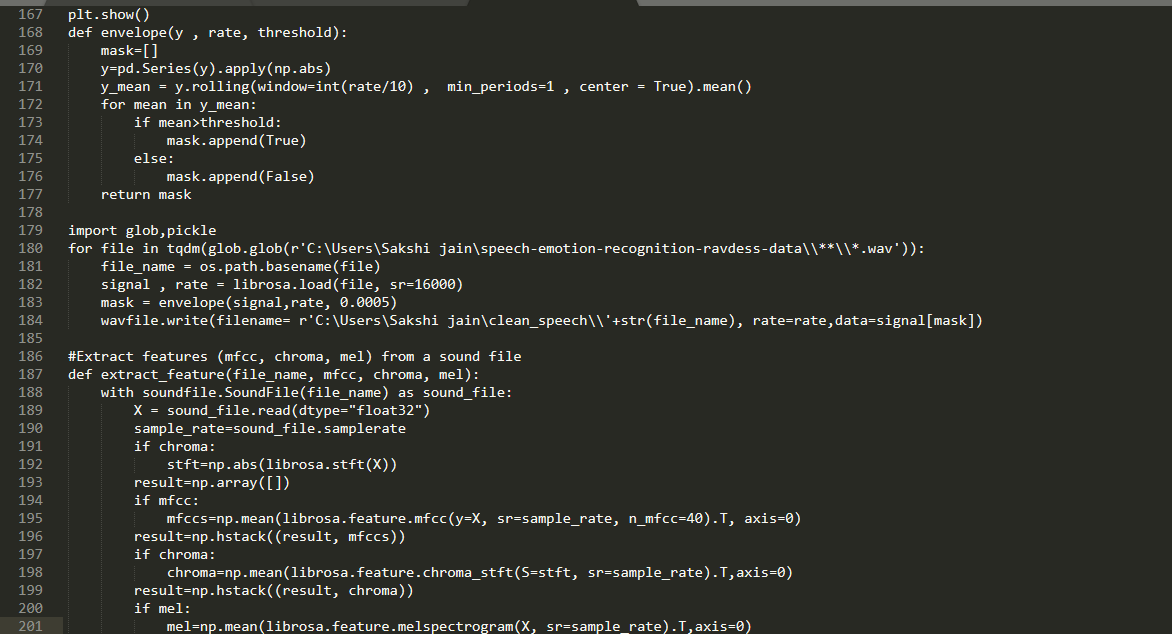 167 plt.show()
168 def envelope(y , rate, threshold):
169     mask=[]
170     y=pd.Series(y).apply(np.abs)
171     y_mean = y.rolling(window=int(rate/10) ,  min_periods=1 , center = True).mean()
172     for mean in y_mean:
173         if mean>threshold:
174             mask.append(True)
175         else:
176             mask.append(False)
177     return mask
178
179 import glob,pickle
180 for file in tqdm(glob.glob(r'C:\Users\Sakshi jain\speech-emotion-recognition-ravdess-data\\**\\*.wav')):
181     file_name = os.path.basename(file)
182     signal , rate = librosa.load(file, sr=16000)
183     mask = envelope(signal,rate, 0.0005)
184     wavfile.write(filename= r'C:\Users\Sakshi jain\clean_speech\\'+str(file_name), rate=rate,data=signal[mask])
185
186 #Extract features (mfcc, chroma, mel) from a sound file
187 def extract_feature(file_name, mfcc, chroma, mel):
188     with soundfile.SoundFile(file_name) as sound_file:
189         X = sound_file.read(dtype="float32")
190         sample_rate=sound_file.samplerate
191         if chroma:
192             stft=np.abs(librosa.stft(X))
193         result=np.array([])
194         if mfcc:
195             mfccs=np.mean(librosa.feature.mfcc(y=X, sr=sample_rate, n_mfcc=40).T, axis=0)
196         result=np.hstack((result, mfccs))
197         if chroma:
198             chroma=np.mean(librosa.feature.chroma_stft(S=stft, sr=sample_rate).T,axis=0)
199         result=np.hstack((result, chroma))
200         if mel:
201             mel=np.mean(librosa.feature.melspectrogram(X, sr=sample_rate).T,axis=0)